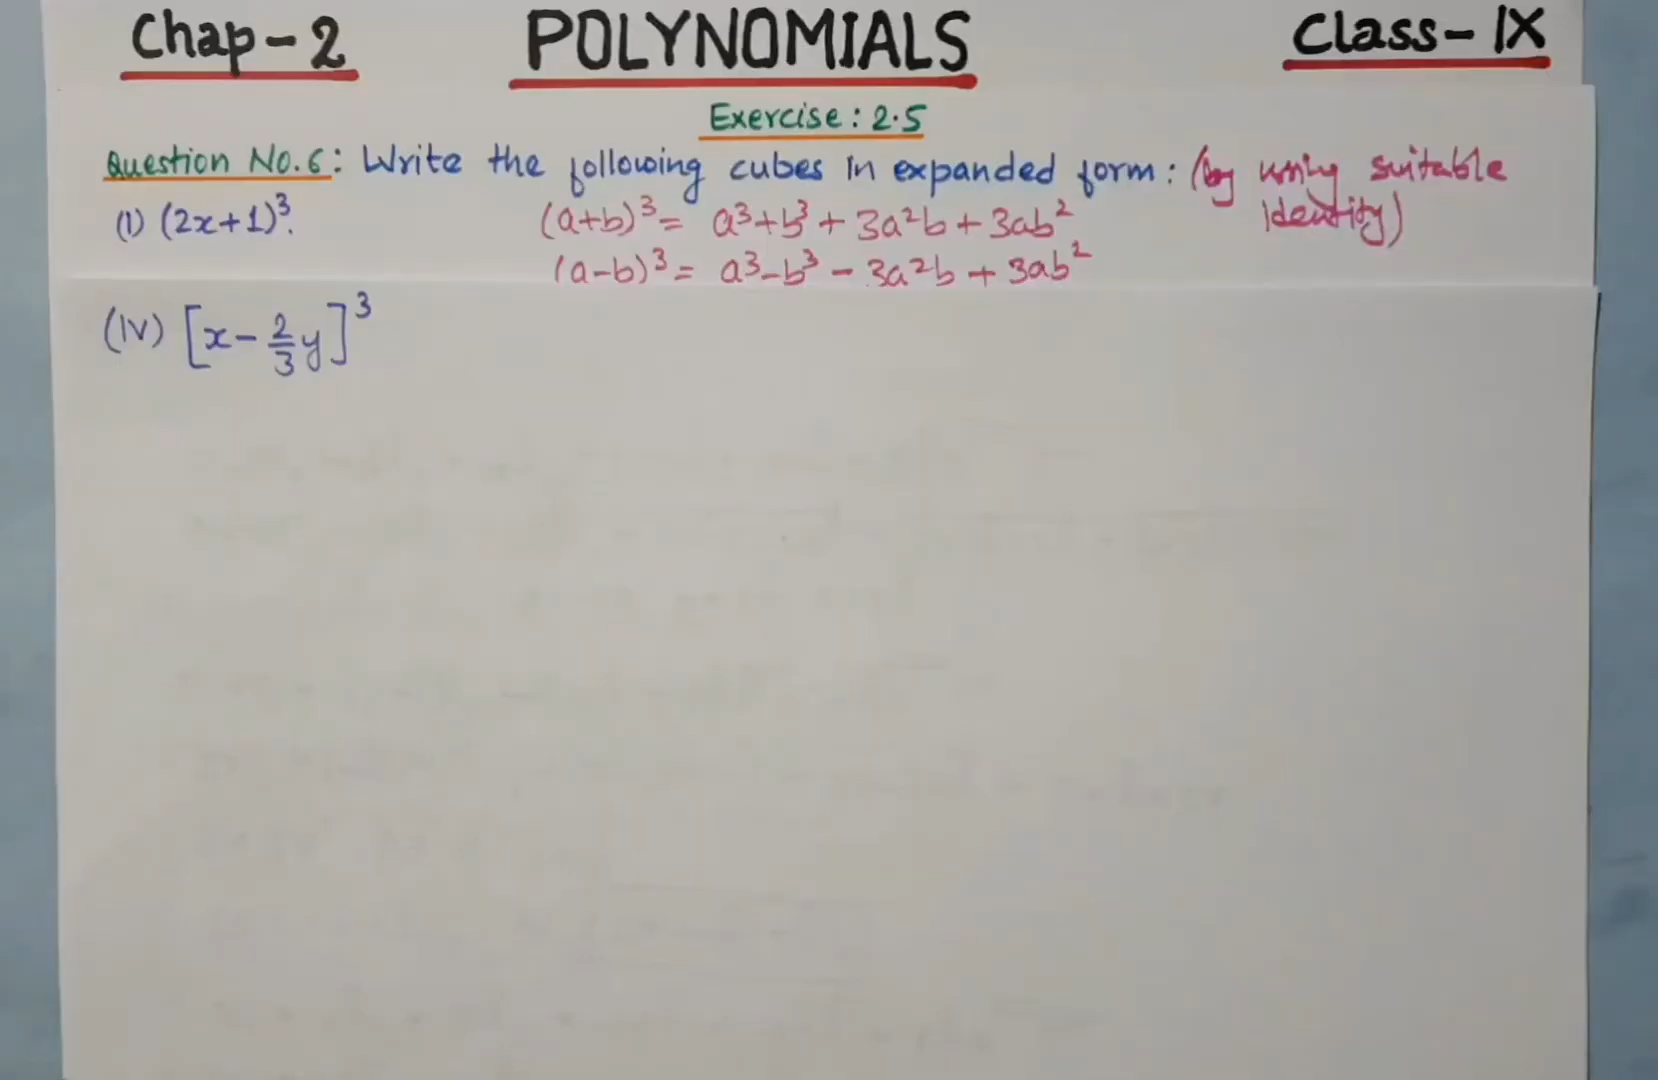 Chap-2 POLYNOMIALS Class-IX
Exercise: 2.5
Question No.6: Write the following cubes in expanded form: (by using suitable Identity)
(i) (2x+1)³. (a+b)³ = a³+b³+3a²b+3ab²
(a-b)³ = a³-b³-3a²b+3ab²
(iv) [x-2/3y]³